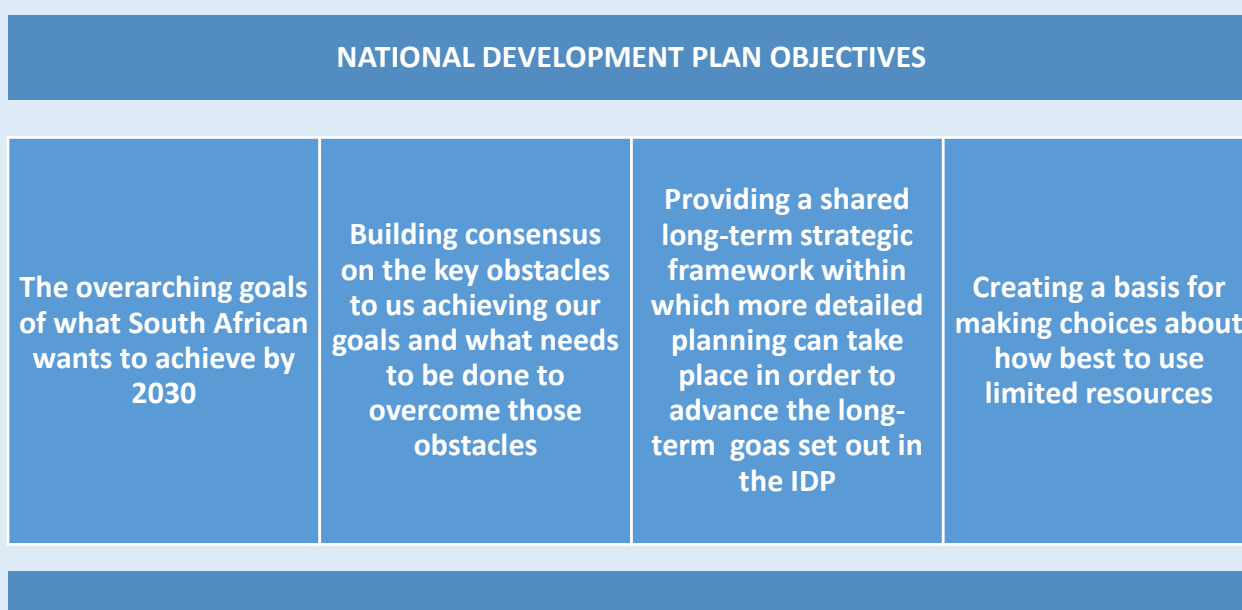 NATIONAL DEVELOPMENT PLAN OBJECTIVES
The overarching goals
of what South African
wants to achieve by
2030
Building consensus
on the key obstacles
to us achieving our
goals and what needs
to be done to
overcome those
obstacles
Providing a shared
long-term strategic
framework within
which more detailed
planning can take
place in order to
advance the long-
term  goas set out in
the IDP
Creating a basis for
making choices about
how best to use
limited resources